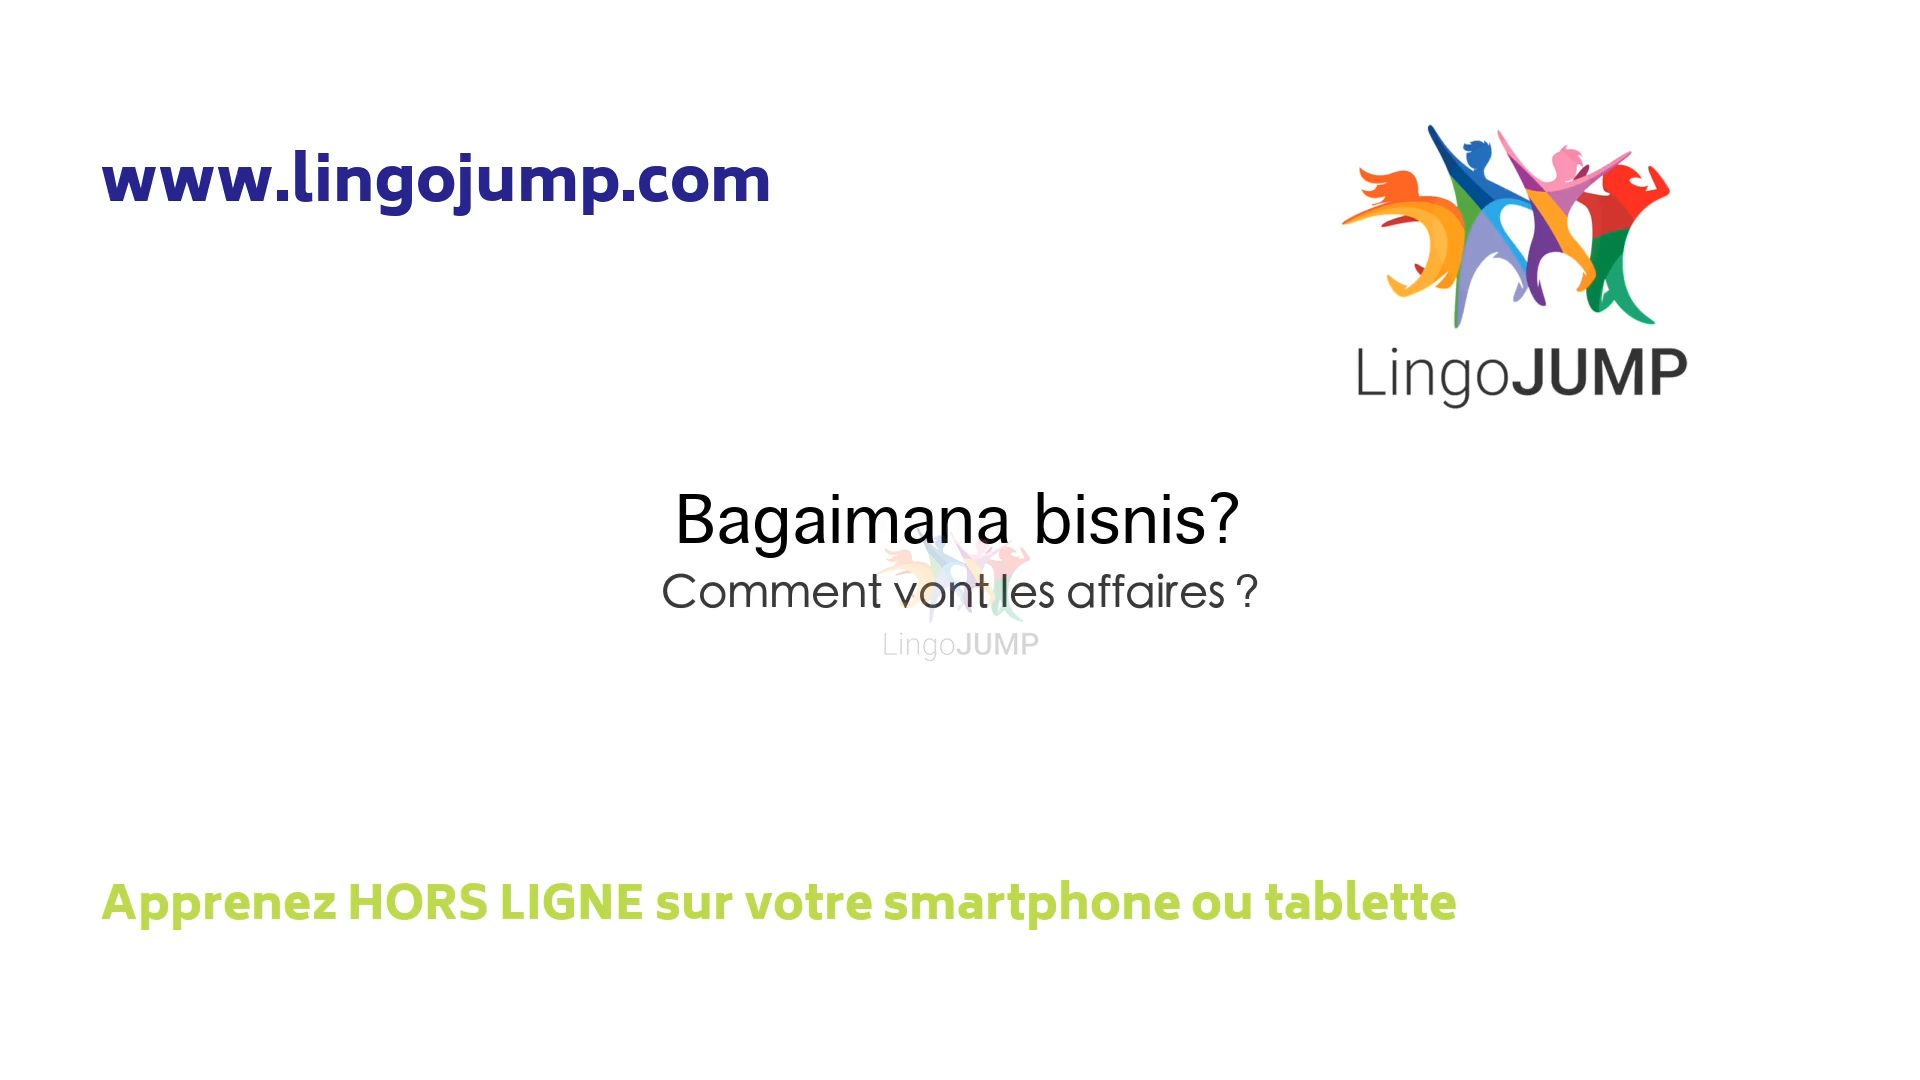 www.lingojump.com
LingoJUMP
Bagaimana bisnis?
Comment vont les affaires ?
LingoJUMP
Apprenez HORS LIGNE sur votre smartphone ou tablette